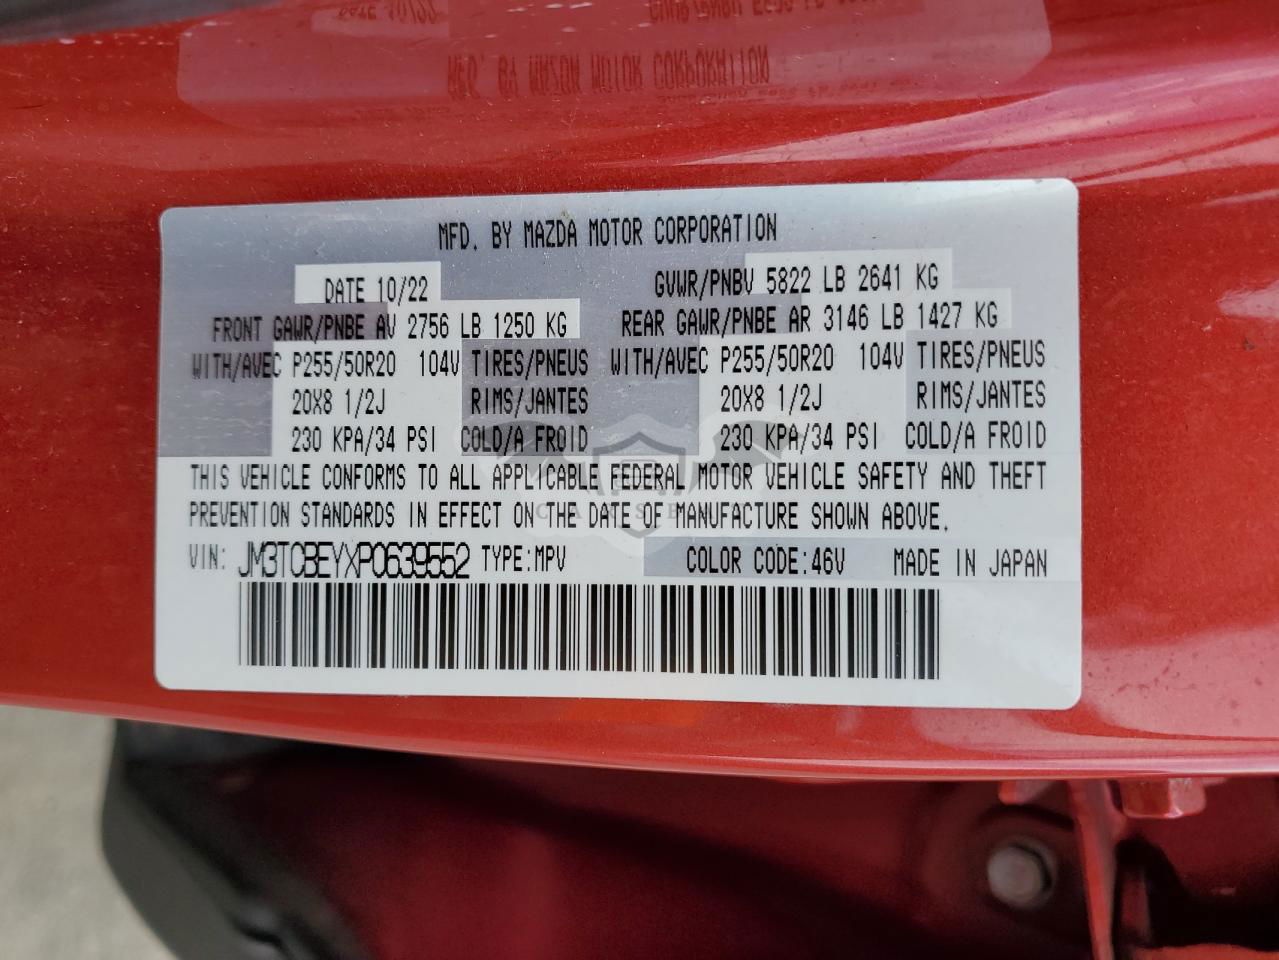 MFD. BY MAZDA MOTOR CORPORATION
DATE 10/22 GVWR/PNBV 5822 LB 2641 KG
FRONT GAWR/PNBE AV 2756 LB 1250 KG REAR GAWR/PNBE AR 3146 LB 1427 KG
WITH/AVEC P255/50R20 104V TIRES/PNEUS WITH/AVEC P255/50R20 104V TIRES/PNEUS
20X8 1/2J RIMS/JANTES 20X8 1/2J RIMS/JANTES
230 KPA/34 PSI COLD/A FROID 230 KPA/34 PSI COLD/A FROID
THIS VEHICLE CONFORMS TO ALL APPLICABLE FEDERAL MOTOR VEHICLE SAFETY AND THEFT
PREVENTION STANDARDS IN EFFECT ON THE DATE OF MANUFACTURE SHOWN ABOVE.
VIN: JM3TCBEYXP0639552 TYPE:MPV COLOR CODE:46V MADE IN JAPAN